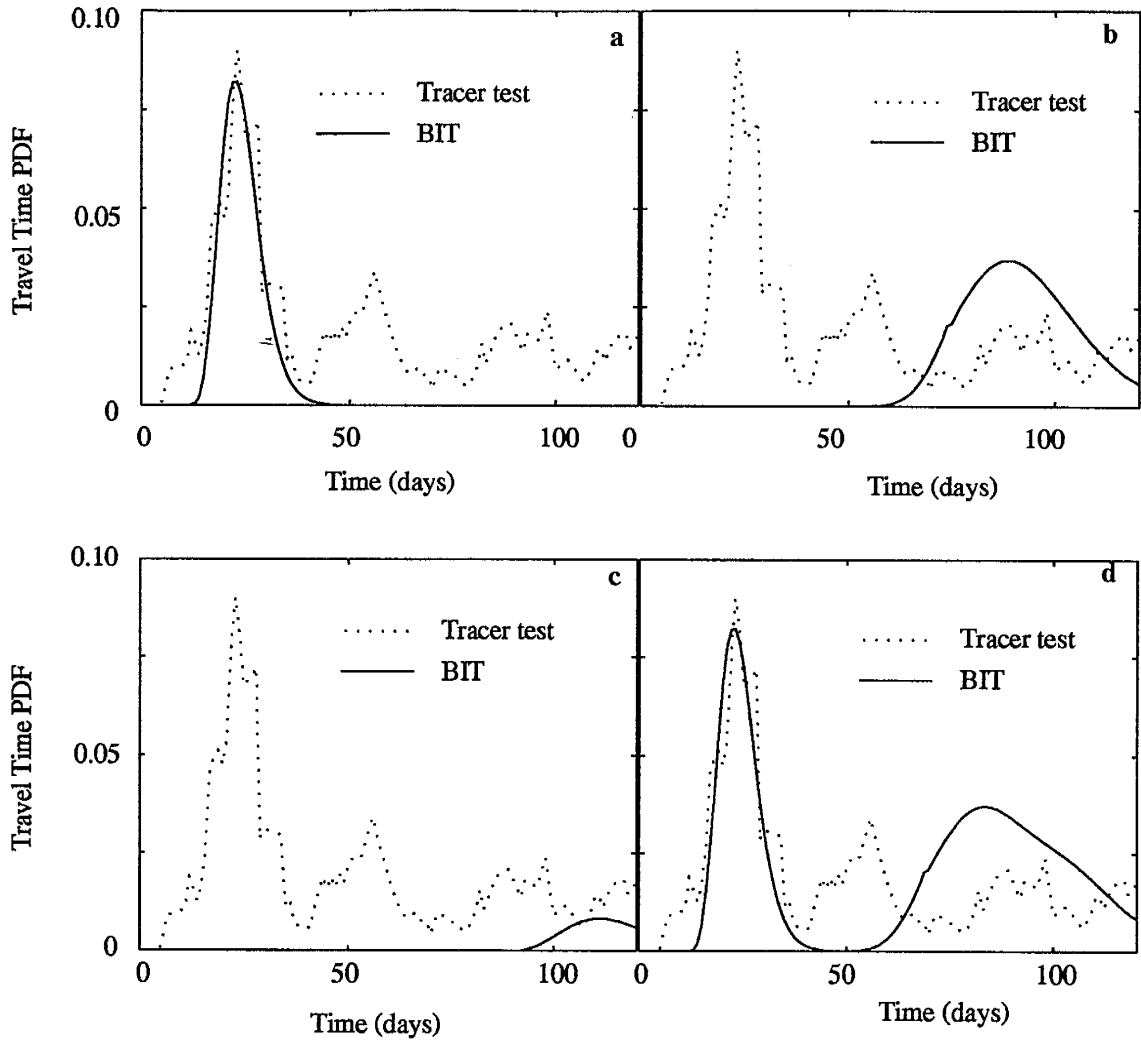 0.10
a
b
Tracer test
BIT
Tracer test
BIT
Travel Time PDF
0.05
0
0
50
100
0
50
100
Time (days)
Time (days)
0.10
c
d
Tracer test
BIT
Tracer test
BIT
Travel Time PDF
0.05
0
0
50
100
0
50
100
Time (days)
Time (days)